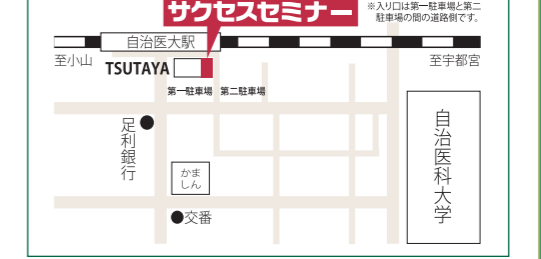 サクセスセミナー
※入り口は第一駐車場と第二
駐車場の間の道路側です。
自治医大駅
至小山
至宇都宮
TSUTAYA
第一駐車場
第二駐車場
足利銀行
かま
しん
交番
自治医科大学